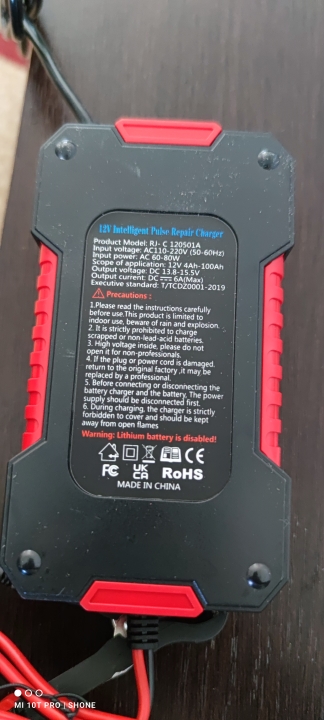 12V Intelligent Pulse Repair Charger
Product Model: RJ- C 120501A
Input voltage: AC110-220V (50-60Hz)
Input power: AC 60-80W
Scope of application: 12V 4Ah-100Ah
Output voltage: DC 13.8-15.5V
Output current: DC 6A(Max)
Executive standard: T/TCDZ0001-2019
Precautions :
1.Please read the instructions carefully
before use.This product is limited to
indoor use, beware of rain and explosion.
2. It is strictly prohibited to charge
scrapped or non-lead-acid batteries.
3. High voltage inside, please do not
open it for non-professionals.
4. If the plug or power cord is damaged.
return to the original factory ,it may be
replaced by a professional.
5. Before connecting or disconnecting the
battery charger and the battery, The power
supply should be disconnected first.
6. During charging, the charger is strictly
forbidden to cover and should be kept
away from open flames
Warning: Lithium battery is disabled!
CE
FC UK CA RoHS
MADE IN CHINA
MI 10T PRO | SHONE